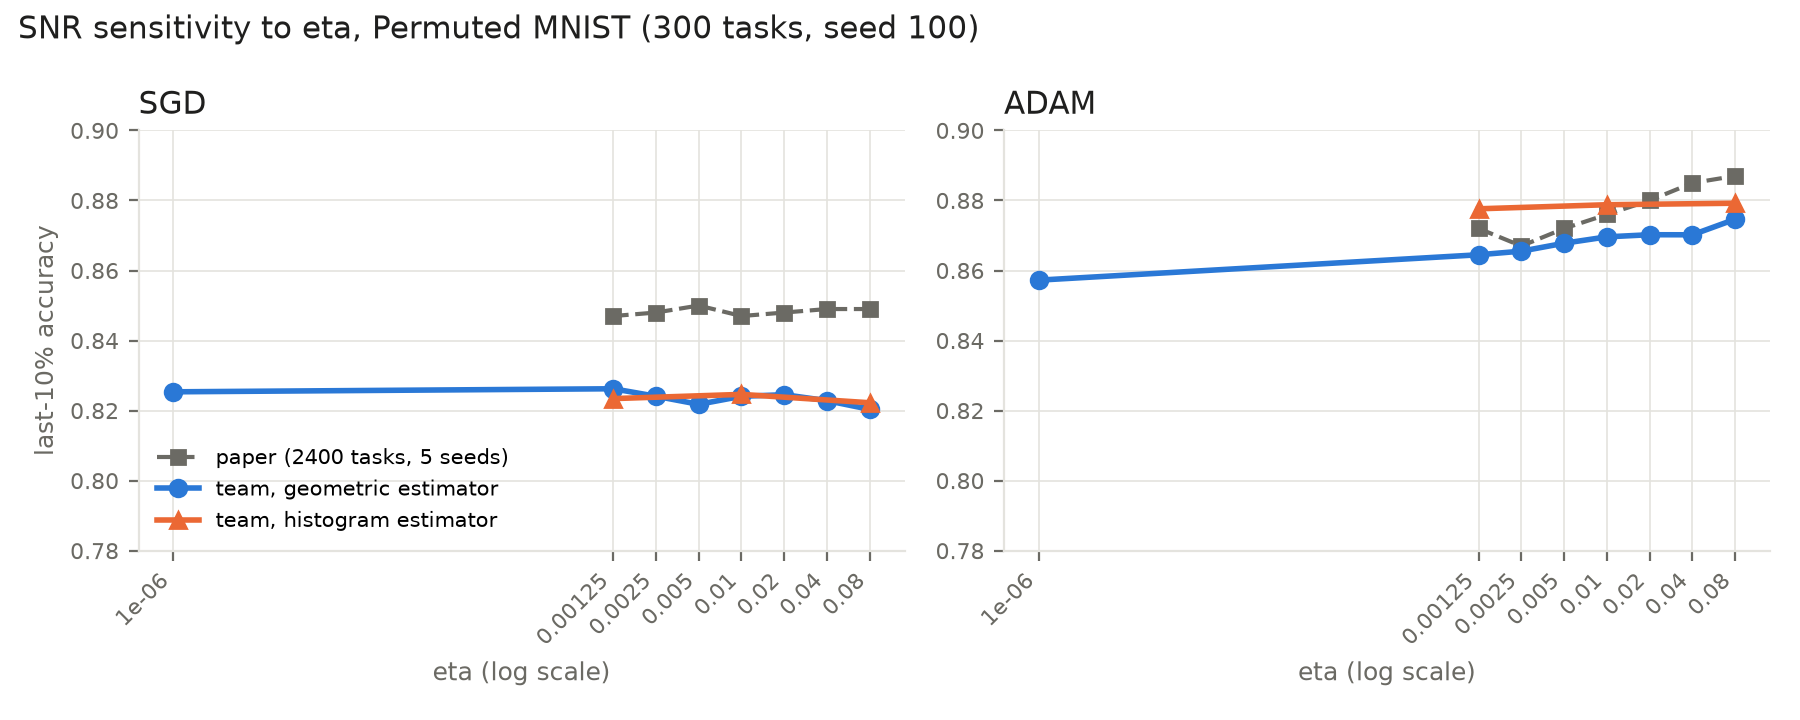 SNR sensitivity to eta, Permuted MNIST (300 tasks, seed 100)
SGD
0.90
0.88
0.86
0.84
0.82
0.80
0.78
last-10% accuracy
paper (2400 tasks, 5 seeds)
team, geometric estimator
team, histogram estimator
1e-06
0.00125
0.0025
0.005
0.01
0.02
0.04
0.08
eta (log scale)
ADAM
0.90
0.88
0.86
0.84
0.82
0.80
0.78
1e-06
0.00125
0.0025
0.005
0.01
0.02
0.04
0.08
eta (log scale)